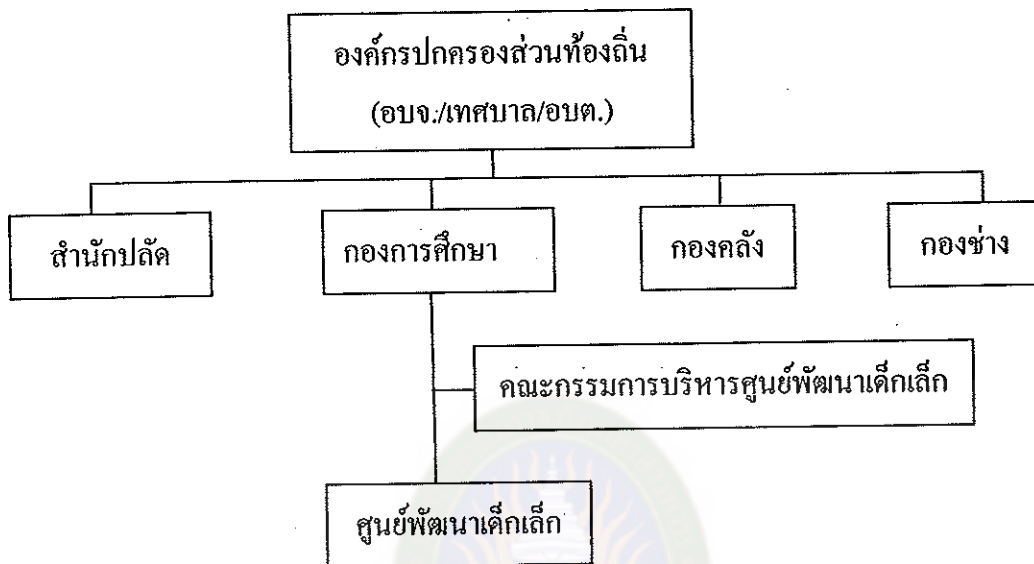 องค์กรปกครองส่วนท้องถิ่น
(อบจ./เทศบาล/อบต.)
สำนักปลัด
กองการศึกษา
กองคลัง
กองช่าง
คณะกรรมการบริหารศูนย์พัฒนาเด็กเล็ก
ศูนย์พัฒนาเด็กเล็ก